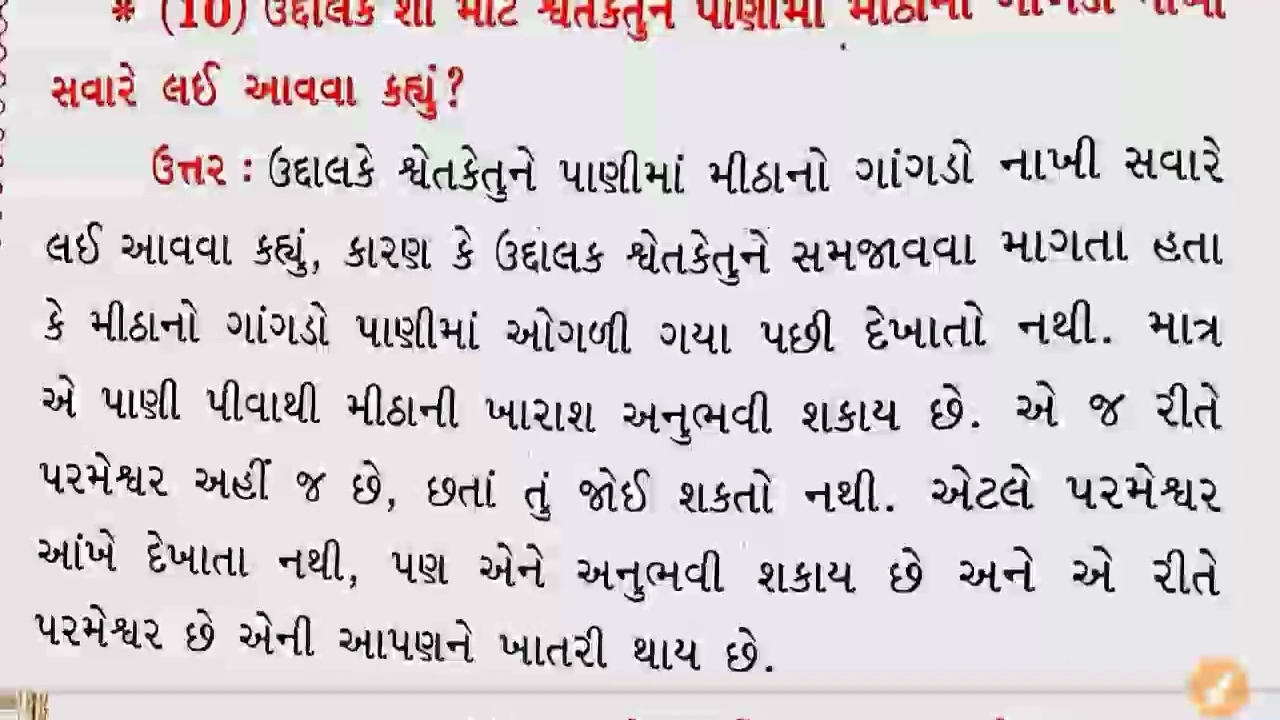 * (10) ઉદ્દાલકે શા માટે શ્વેતકેતુને પાણીમાં મીઠાનો ગાંગડો નાખી
સવારે લઈ આવવા કહ્યું?
ઉત્તર : ઉદ્દાલકે શ્વેતકેતુને પાણીમાં મીઠાનો ગાંગડો નાખી સવારે
લઈ આવવા કહ્યું, કારણ કે ઉદ્દાલક શ્વેતકેતુને સમજાવવા માગતા હતા
કે મીઠાનો ગાંગડો પાણીમાં ઓગળી ગયા પછી દેખાતો નથી. માત્ર
એ પાણી પીવાથી મીઠાની ખારાશ અનુભવી શકાય છે. એ જ રીતે
પરમેશ્વર અહીં જ છે, છતાં તું જોઈ શકતો નથી. એટલે પરમેશ્વર
આંખે દેખાતા નથી, પણ એને અનુભવી શકાય છે અને એ રીતે
પરમેશ્વર છે એની આપણને ખાતરી થાય છે.